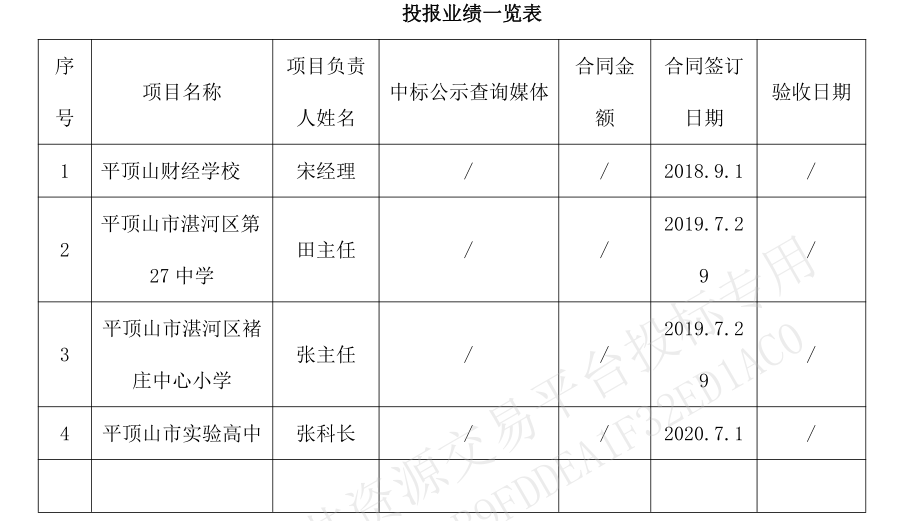 投报业绩一览表
序号 项目名称 项目负责人姓名 中标公示查询媒体 合同金额 合同签订日期 验收日期
1 平顶山财经学校 宋经理 / / 2018.9.1 /
2 平顶山市湛河区第27中学 田主任 / / 2019.7.29 /
3 平顶山市湛河区褚庄中心小学 张主任 / / 2019.7.29 /
4 平顶山市实验高中 张科长 / / 2020.7.1 /
资源交易平台投标专用
9FDDEA1F32ED1AC0